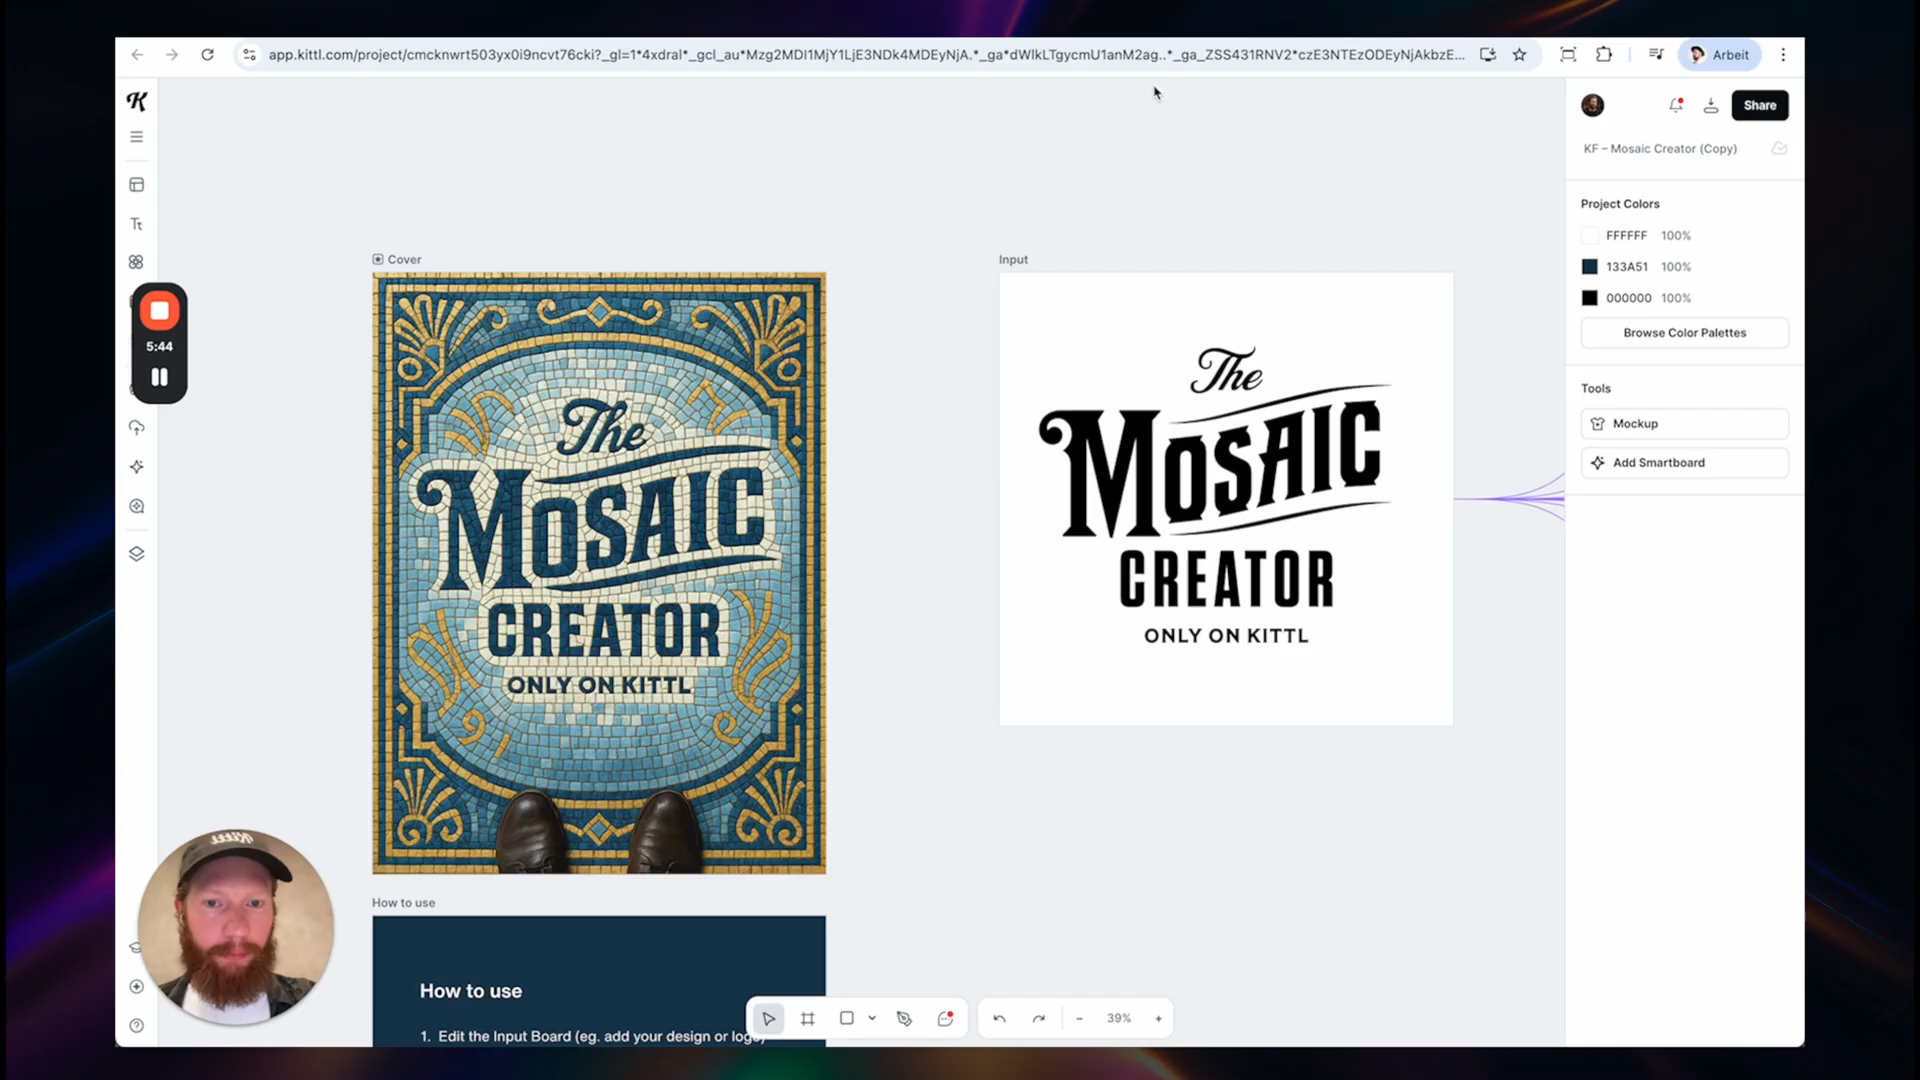 app.kittl.com/project/cmcknwrt503yx0i9ncvt76cki?_gl=1*4xdral*_gcl_au*Mzg2MDI1MjY1LjE3NDk4MDEyNjA.*_ga*dWlkLTgycmU1anM2ag..*_ga_ZSS431RNV2*czE3NTEzODEyNjAkbzE...
Arbeit
K
Share
KF – Mosaic Creator (Copy)
Tt
Project Colors
FFFFFF 100%
133A51 100%
000000 100%
Browse Color Palettes
Tools
Mockup
Add Smartboard
5:44
Cover
The
MOSAIC
CREATOR
ONLY ON KITTL
Input
The
MOSAIC
CREATOR
ONLY ON KITTL
How to use
How to use
1. Edit the Input Board (eg. add your design or logo)
39%